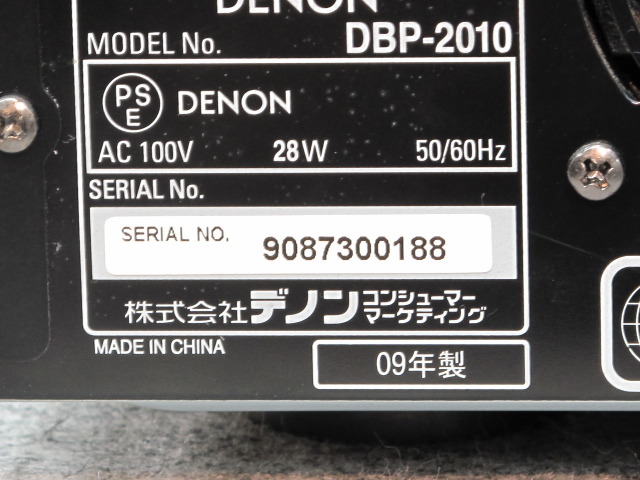 DENON
MODEL No. DBP-2010
PSE DENON
AC 100V 28W 50/60Hz
SERIAL No.
SERIAL NO. 9087300188
株式会社デノン コンシューマー
マーケティング
MADE IN CHINA
09年製